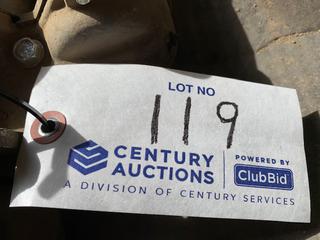 LOT NO
119
CENTURY
AUCTIONS
POWERED BY
ClubBid
A DIVISION OF CENTURY SERVICES